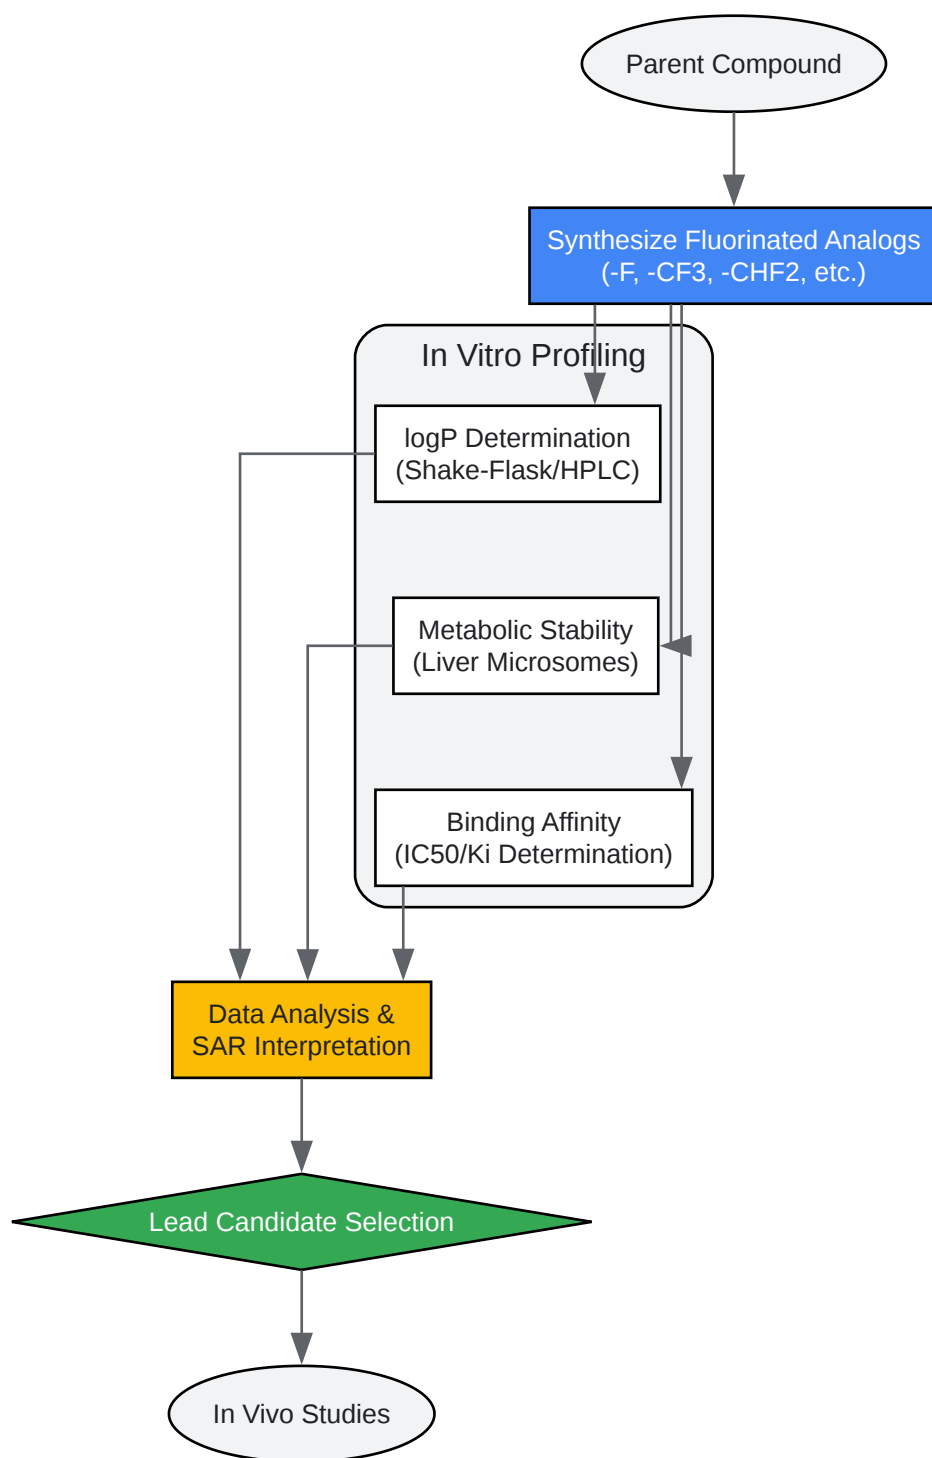 Parent Compound
Synthesize Fluorinated Analogs
(-F, -CF3, -CHF2, etc.)
In Vitro Profiling
logP Determination
(Shake-Flask/HPLC)
Metabolic Stability
(Liver Microsomes)
Binding Affinity
(IC50/Ki Determination)
Data Analysis &
SAR Interpretation
Lead Candidate Selection
In Vivo Studies